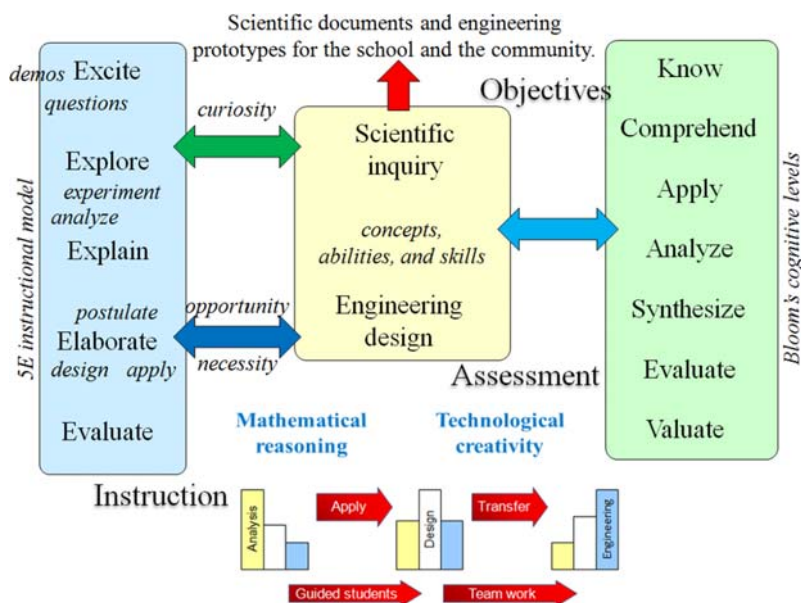 Scientific documents and engineering
prototypes for the school and the community.
5E instructional model
demos Excite
questions
Explore
experiment
analyze
Explain
postulate
Elaborate
design apply
Evaluate
Instruction
curiosity
opportunity
necessity
Scientific
inquiry
concepts,
abilities, and skills
Engineering
design
Objectives
Assessment
Know
Comprehend
Apply
Analyze
Synthesize
Evaluate
Valuate
Bloom's cognitive levels
Mathematical
reasoning
Technological
creativity
Analysis
Apply
Design
Transfer
Engineering
Guided students
Team work